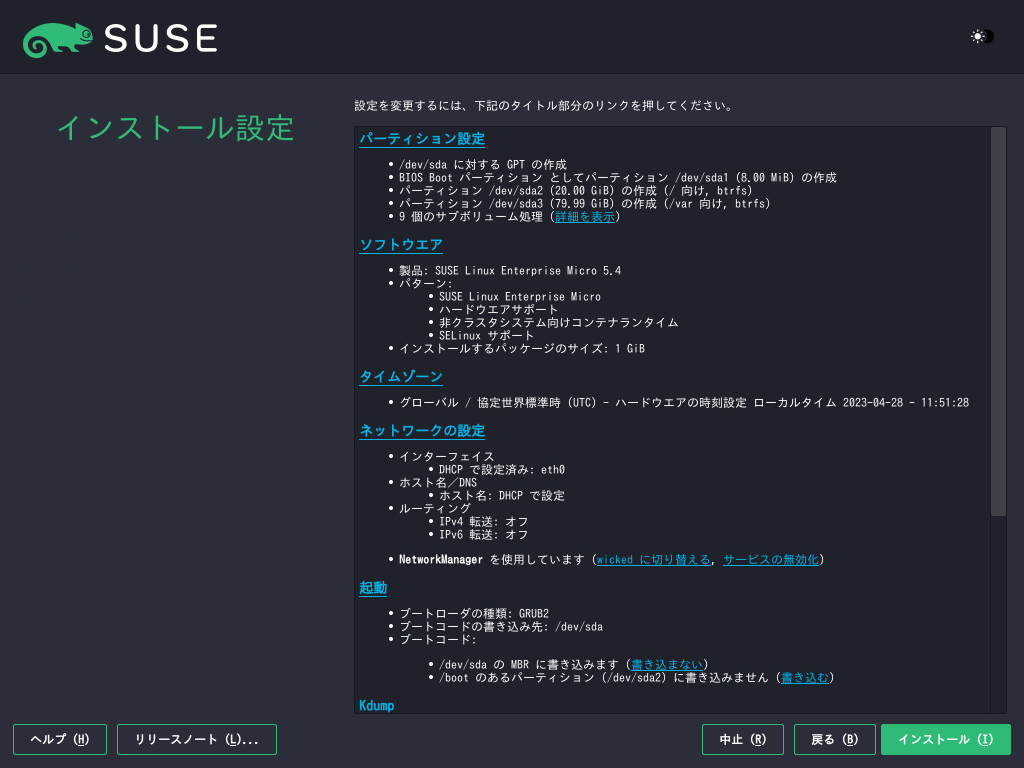 SUSE
インストール設定
設定を変更するには、下記のタイトル部分のリンクを押してください。
パーティション設定
• /dev/sda に対する GPT の作成
• BIOS Boot パーティション としてパーティション /dev/sda1 (8.00 MiB) の作成
• パーティション /dev/sda2 (20.00 GiB) の作成 (/ 向け, btrfs)
• パーティション /dev/sda3 (79.99 GiB) の作成 (/var 向け, btrfs)
• 9 個のサブボリューム処理 (詳細を表示)
ソフトウエア
• 製品: SUSE Linux Enterprise Micro 5.4
• パターン:
• SUSE Linux Enterprise Micro
• ハードウエアサポート
• 非クラスタシステム向けコンテナランタイム
• SELinux サポート
• インストールするパッケージのサイズ: 1 GiB
タイムゾーン
• グローバル / 協定世界標準時 (UTC) - ハードウエアの時刻設定 ローカルタイム 2023-04-28 - 11:51:28
ネットワークの設定
• インターフェイス
• DHCP で設定済み: eth0
• ホスト名／DNS
• ホスト名: DHCP で設定
• ルーティング
• IPv4 転送: オフ
• IPv6 転送: オフ
• NetworkManager を使用しています (wicked に切り替える, サービスの無効化)
起動
• ブートローダの種類: GRUB2
• ブートコードの書き込み先: /dev/sda
• ブートコード:
• /dev/sda の MBR に書き込みます (書き込まない)
• /boot のあるパーティション (/dev/sda2) に書き込みません (書き込む)
Kdump
ヘルプ (H)
リリースノート (L)...
中止 (R)
戻る (B)
インストール (I)